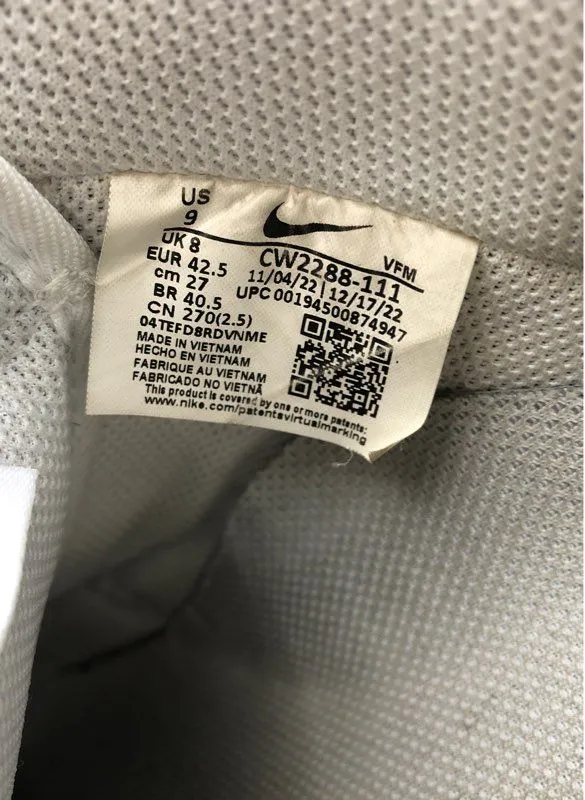 US
9
UK 8
EUR 42.5
cm 27
BR 40.5
CN 270(2.5)
VFM
CW2288-111
11/04/22 | 12/17/22
UPC 00194500874947
04TEFD8RDVNME
MADE IN VIETNAM
HECHO EN VIETNAM
FABRIQUE AU VIETNAM
FABRICADO NO VIETNÃ
This product is covered by one or more patents:
www.nike.com/patentsvirtualmarking